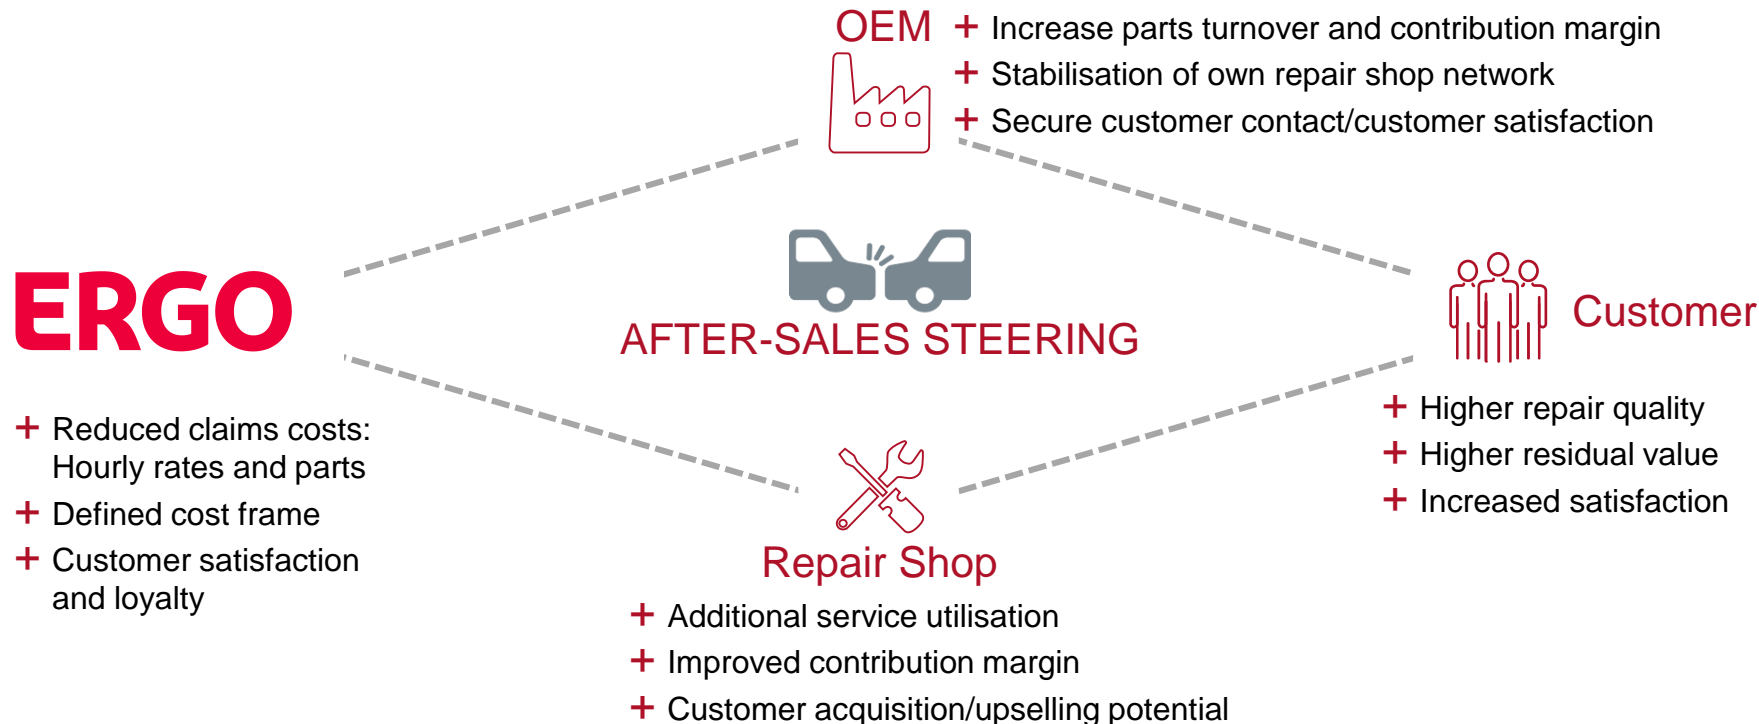 OEM
+ Increase parts turnover and contribution margin
+ Stabilisation of own repair shop network
+ Secure customer contact/customer satisfaction
ERGO
AFTER-SALES STEERING
Customer
+ Reduced claims costs:
Hourly rates and parts
+ Defined cost frame
+ Customer satisfaction
and loyalty
+ Higher repair quality
+ Higher residual value
+ Increased satisfaction
Repair Shop
+ Additional service utilisation
+ Improved contribution margin
+ Customer acquisition/upselling potential